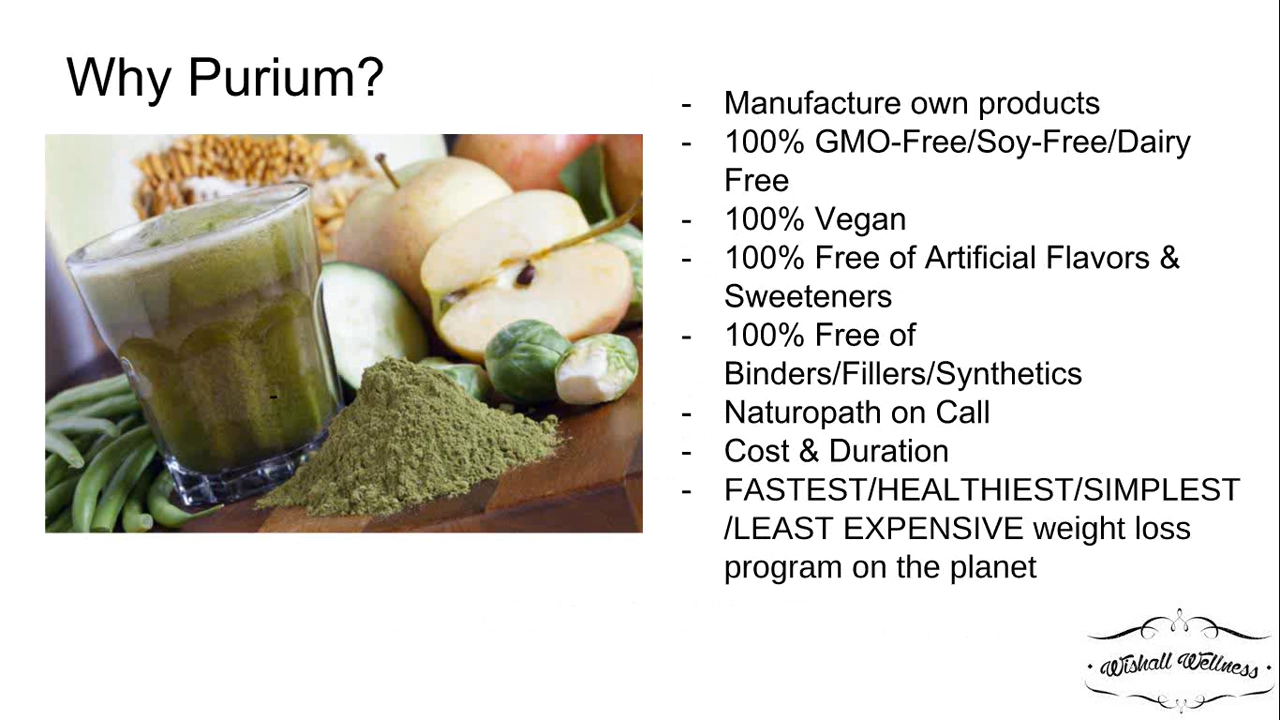 Why Purium?
- Manufacture own products
- 100% GMO-Free/Soy-Free/Dairy
Free
- 100% Vegan
- 100% Free of Artificial Flavors &
Sweeteners
- 100% Free of
Binders/Fillers/Synthetics
- Naturopath on Call
- Cost & Duration
- FASTEST/HEALTHIEST/SIMPLEST
/LEAST EXPENSIVE weight loss
program on the planet
Wishall Wellness